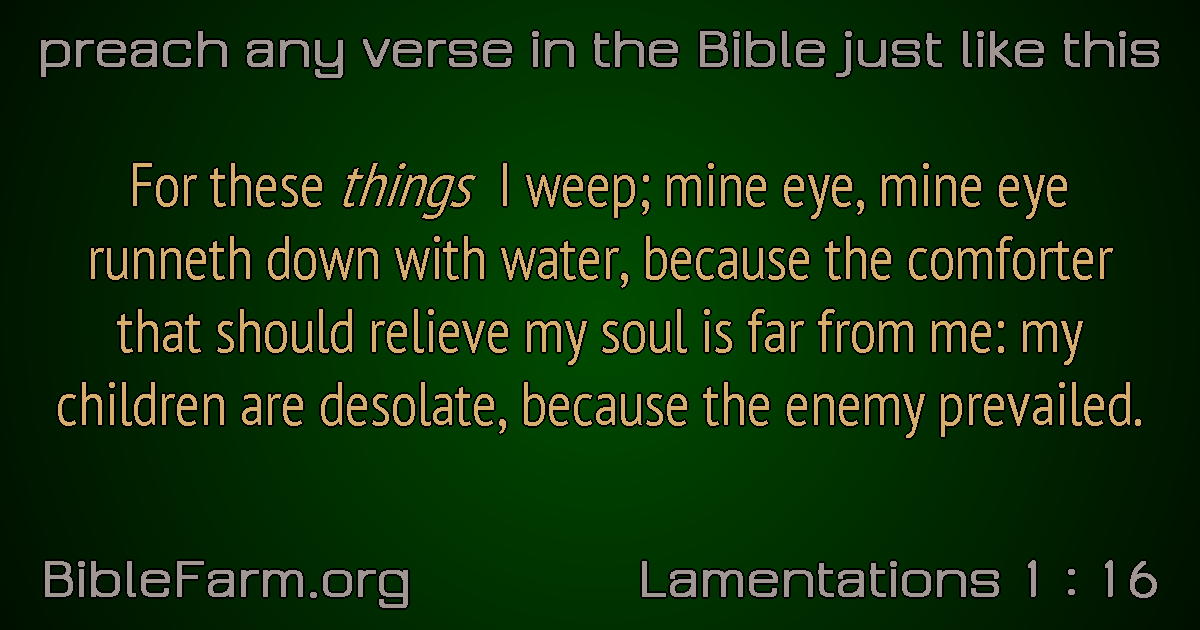 preach any verse in the Bible just like this
For these things I weep; mine eye, mine eye
runneth down with water, because the comforter
that should relieve my soul is far from me: my
children are desolate, because the enemy prevailed.
BibleFarm.org
Lamentations 1 : 16